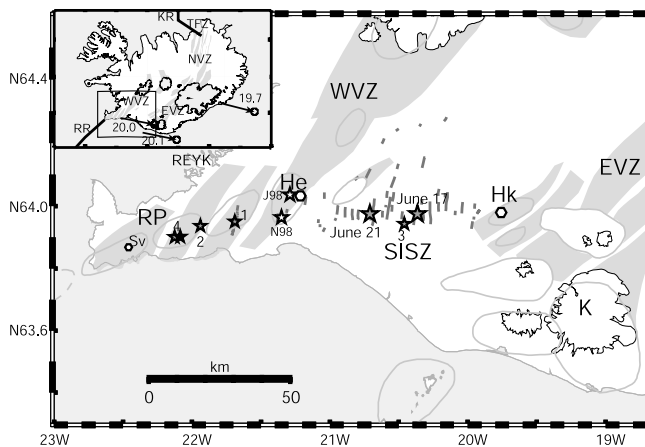 KR
TFZ
NVZ
WVZ
EVZ
19.7
20.0
20.1
RR
REYK
N64.4
N64.0
N63.6
WVZ
EVZ
He
Hk
J98
N98
RP
Sv
4
2
1
June 17
June 21
3
SISZ
K
km
0
50
23W
22W
21W
20W
19W